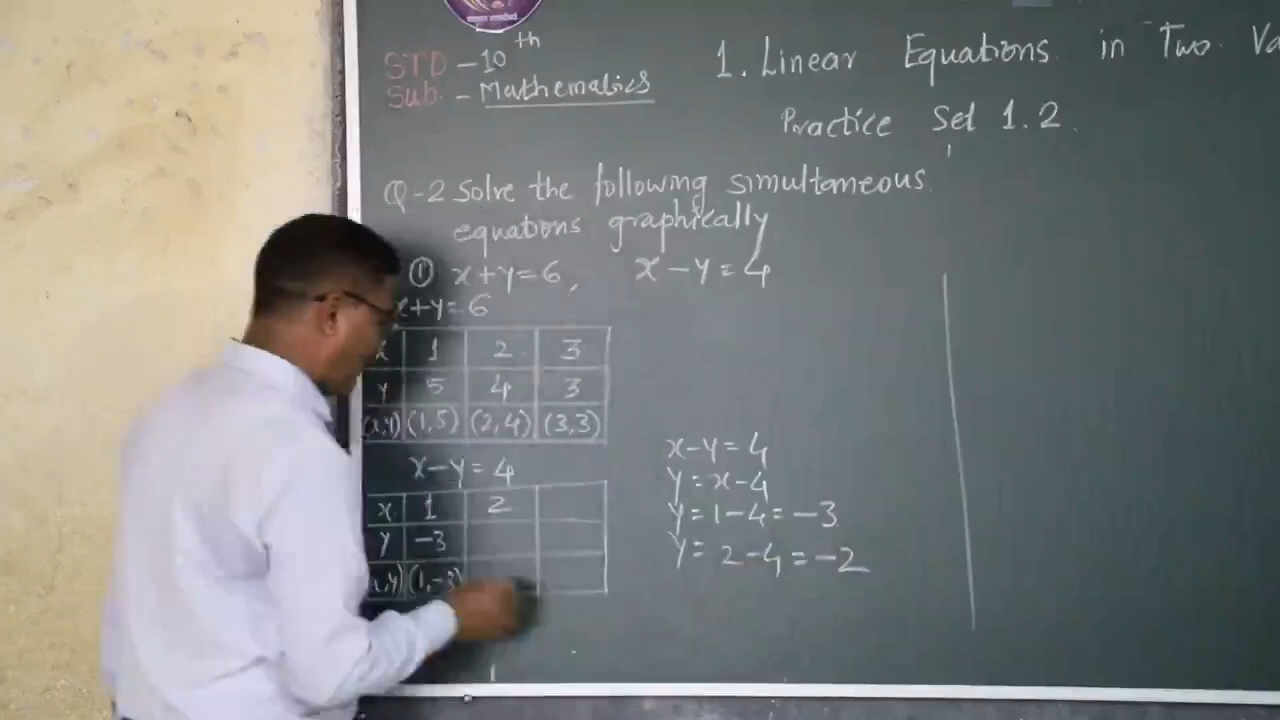 STD - 10th
Sub. - Mathematics
1. Linear Equations in Two
Practice Set 1.2
Q-2 Solve the following simultaneous
equations graphically
① x+y=6, x-y=4
x+y=6
x 1 2 3
y 5 4 3
(x,y) (1,5) (2,4) (3,3)
x-y=4
x 1 2
y -3
(x,y) (1,-3)
x-y=4
y=x-4
y=1-4=-3
y=2-4=-2